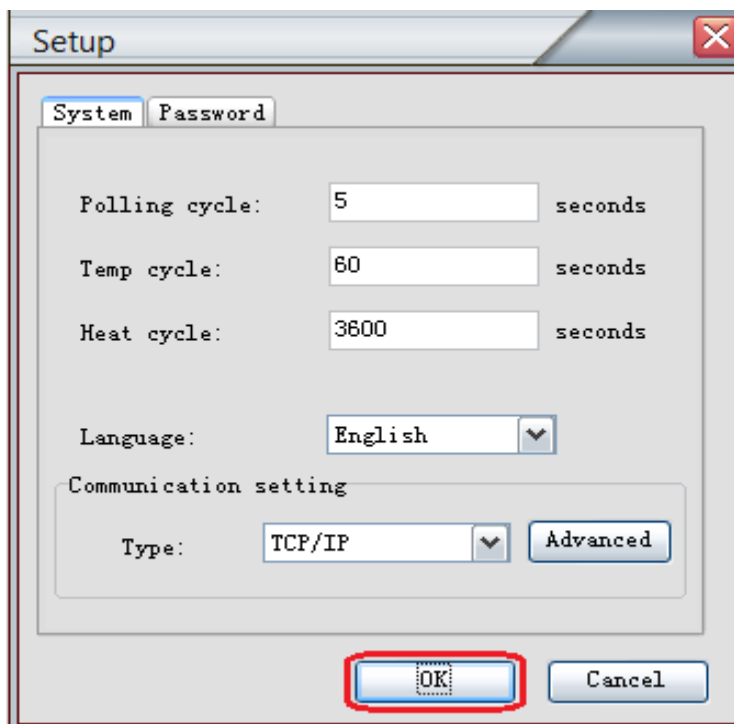 Setup
System Password
Polling cycle: 5 seconds
Temp cycle: 60 seconds
Heat cycle: 3600 seconds
Language: English
Communication setting
Type: TCP/IP Advanced
OK Cancel